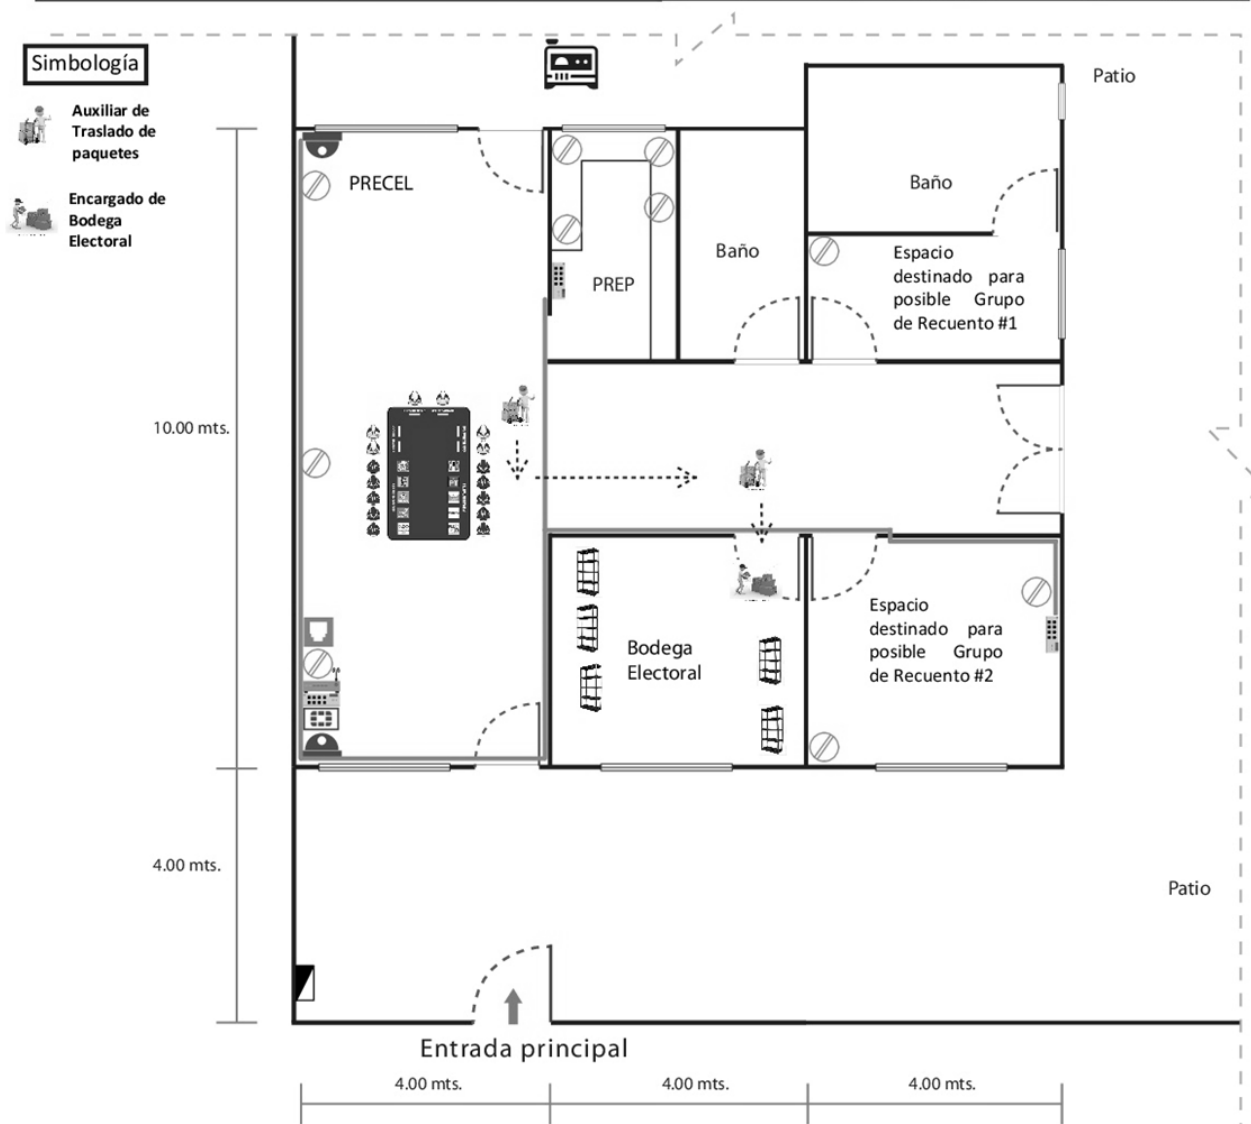 Simbología
Auxiliar de
Traslado de
paquetes
Encargado de
Bodega
Electoral
Patio
PRECEL
Baño
Baño
Espacio
destinado para
posible Grupo
de Recuento #1
PREP
10.00 mts.
Espacio
destinado para
posible Grupo
de Recuento #2
Bodega
Electoral
4.00 mts.
Patio
Entrada principal
4.00 mts.
4.00 mts.
4.00 mts.